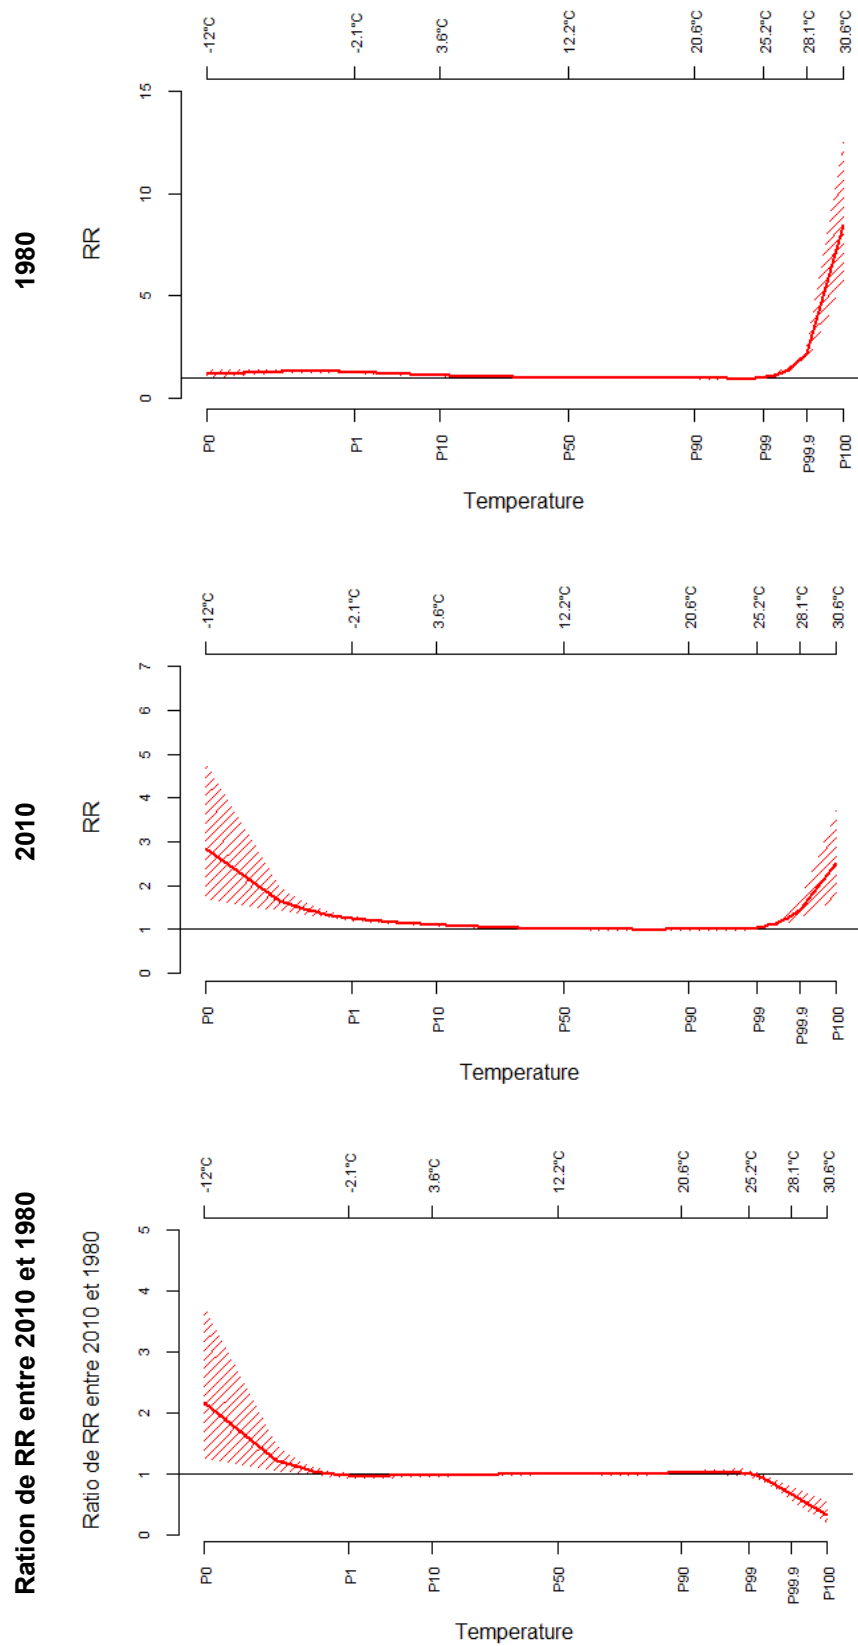 1980
-12°C
-2.1°C
3.6°C
12.2°C
20.6°C
25.2°C
28.1°C
30.6°C
RR
15
10
5
0
P0
P1
P10
P50
P90
P99
P99.9
P100
Temperature
2010
-12°C
-2.1°C
3.6°C
12.2°C
20.6°C
25.2°C
28.1°C
30.6°C
RR
7
6
5
4
3
2
1
0
P0
P1
P10
P50
P90
P99
P99.9
P100
Temperature
Ration de RR entre 2010 et 1980
-12°C
-2.1°C
3.6°C
12.2°C
20.6°C
25.2°C
28.1°C
30.6°C
Ratio de RR entre 2010 et 1980
5
4
3
2
1
0
P0
P1
P10
P50
P90
P99
P99.9
P100
Temperature